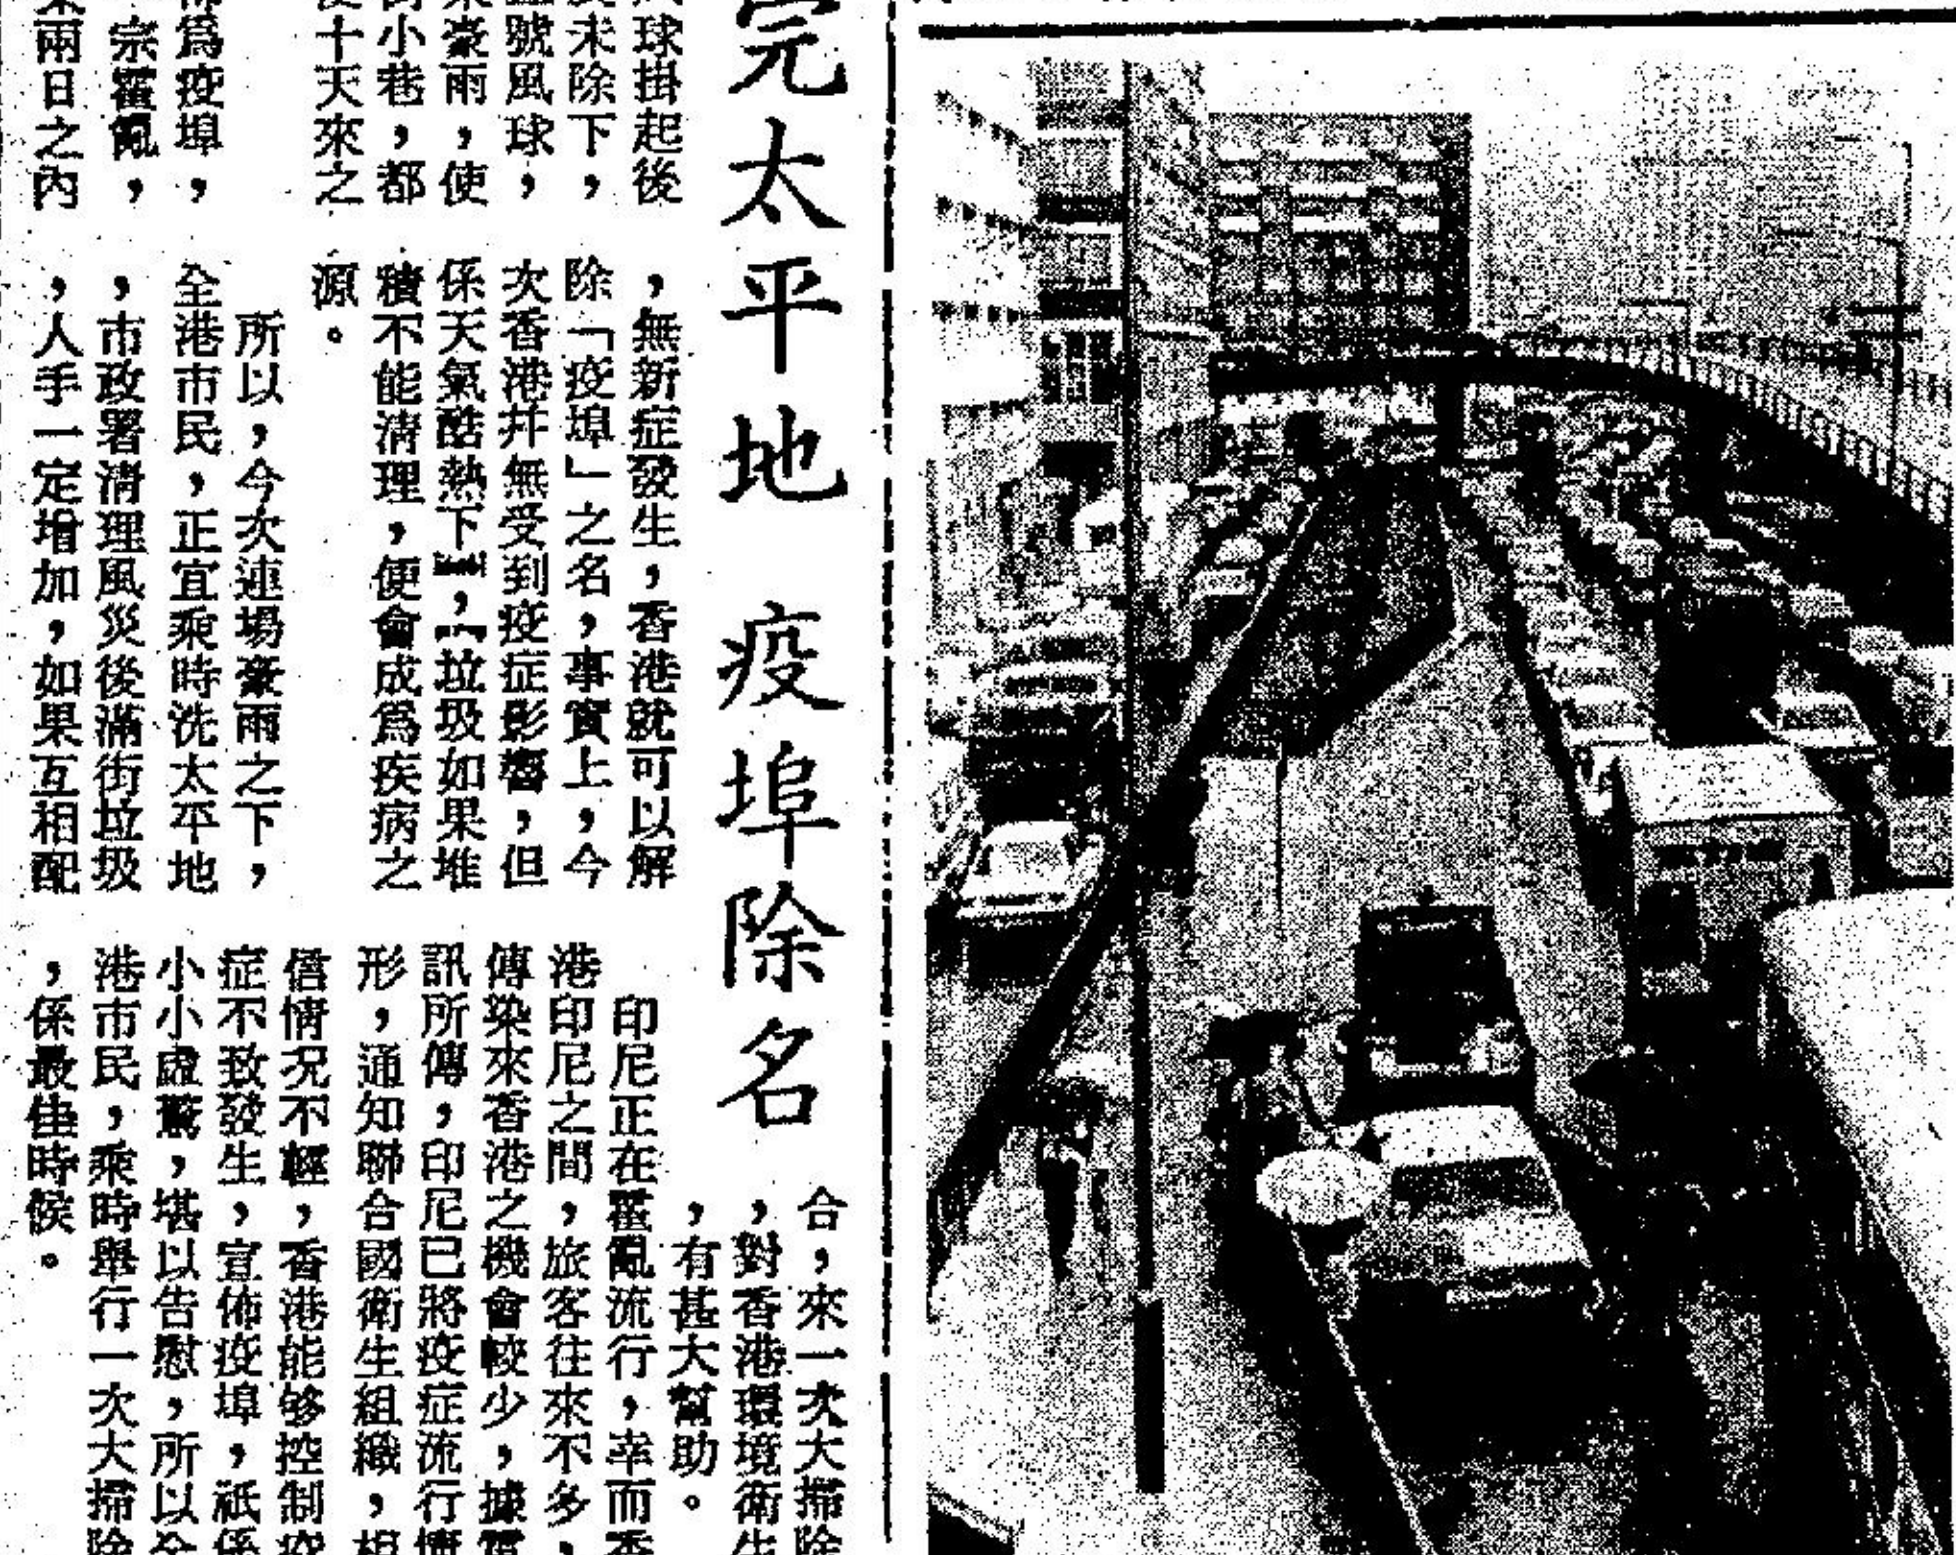 完太平地 疫埠除名
球掛起後
未除下，
號風球，
豪雨，使
小巷，都
十天來之
爲疫埠，
宗霍亂，
兩日之內
，無新症發生，香港就可以解
除「疫埠」之名，事實上，今
次香港幷無受到疫症影響，但
係天氣酷熱下，垃圾如果堆
積不能清理，便會成爲疾病之
源。
所以，今次連場豪雨之下，
全港市民，正宜乘時洗太平地
，市政署清理風災後滿街垃圾
，人手一定增加，如果互相配
合，來一次大掃除
，對香港環境衛生
，有甚大幫助。
印尼正在霍亂流行，幸而香
港印尼之間，旅客往來不多，
傳染來香港之機會較少，據電
訊所傳，印尼已將疫症流行情
形，通知聯合國衛生組織，相
信情況不輕，香港能够控制疫
症不致發生，宣佈疫埠，祇係
小小虛驚，堪以告慰，所以全
港市民，乘時舉行一次大掃除
，係最佳時候。